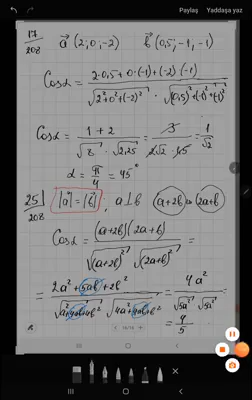 Paylaş Yaddaşa yaz
17/208 a⃗ (2; 0; -2) b⃗ (0,5; -1; -1)
Cosα = (2·0,5 + 0·(-1) + (-2)·(-1)) / (√(2² + 0² + (-2)²) · √((0,5)² + (-1)² + (-1)²))
Cosα = (1 + 2) / (√8 · √2,25) = 3 / (2√2 · 1,5) = 1/√2
α = π/4 = 45°
25/208 |a⃗| = |b⃗| , a⊥b (a+2b) (2a+b)
Cosα = (a+2b)(2a+b) / (√(a+2b)² · √(2a+b)²) =
= (2a² + 5ab + 2b²) / (√(a²+4ab+4b²) · √(4a²+4ab+b²)) = 4a² / (√5a² · √5a²) =
= 4/5